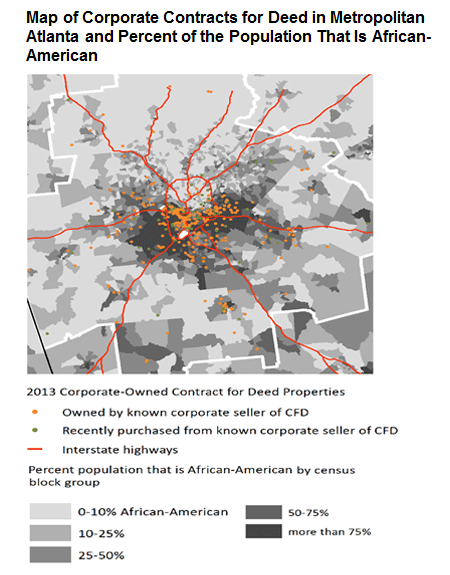 Map of Corporate Contracts for Deed in Metropolitan
Atlanta and Percent of the Population That Is African-
American
2013 Corporate-Owned Contract for Deed Properties
Owned by known corporate seller of CFD
Recently purchased from known corporate seller of CFD
Interstate highways
Percent population that is African-American by census
block group
0-10% African-American
10-25%
25-50%
50-75%
more than 75%